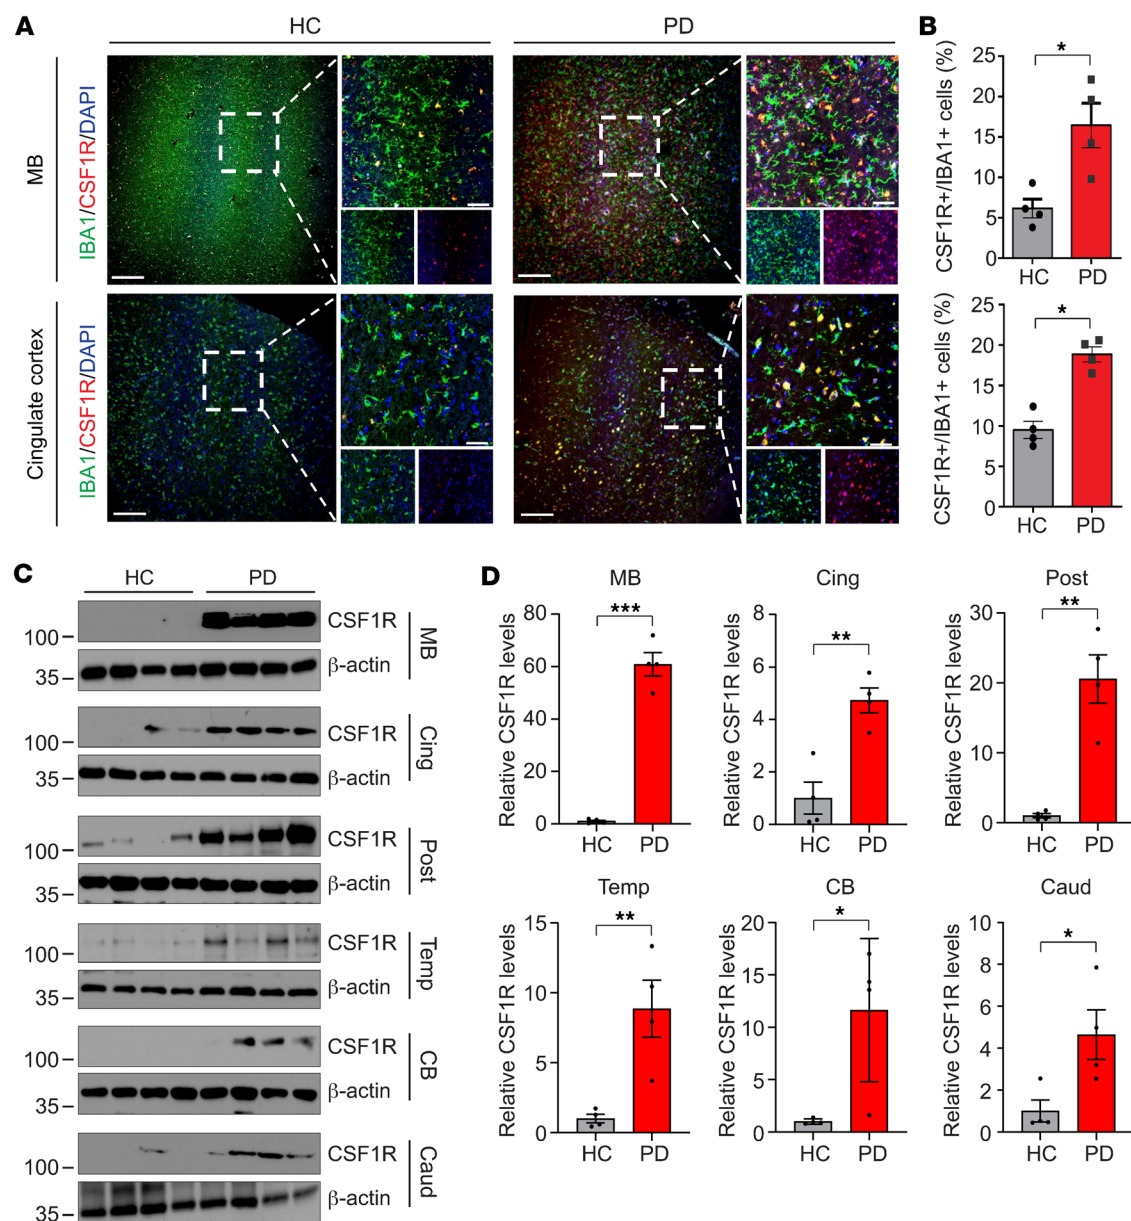 A
HC
PD
MB
IBA1/CSF1R/DAPI
Cingulate cortex
IBA1/CSF1R/DAPI
B
CSF1R+/IBA1+ cells (%)
25
20
15
10
5
0
*
HC
PD
CSF1R+/IBA1+ cells (%)
25
20
15
10
5
0
*
HC
PD
C
HC
PD
100
CSF1R
35
β-actin
MB
100
CSF1R
35
β-actin
Cing
100
CSF1R
35
β-actin
Post
100
CSF1R
35
β-actin
Temp
100
CSF1R
35
β-actin
CB
100
CSF1R
35
β-actin
Caud
D
MB
Relative CSF1R levels
80
60
40
20
0
***
HC
PD
Cing
Relative CSF1R levels
8
6
4
2
0
**
HC
PD
Post
Relative CSF1R levels
30
20
10
0
**
HC
PD
Temp
Relative CSF1R levels
15
10
5
0
**
HC
PD
CB
Relative CSF1R levels
20
15
10
5
0
*
HC
PD
Caud
Relative CSF1R levels
10
8
6
4
2
0
*
HC
PD